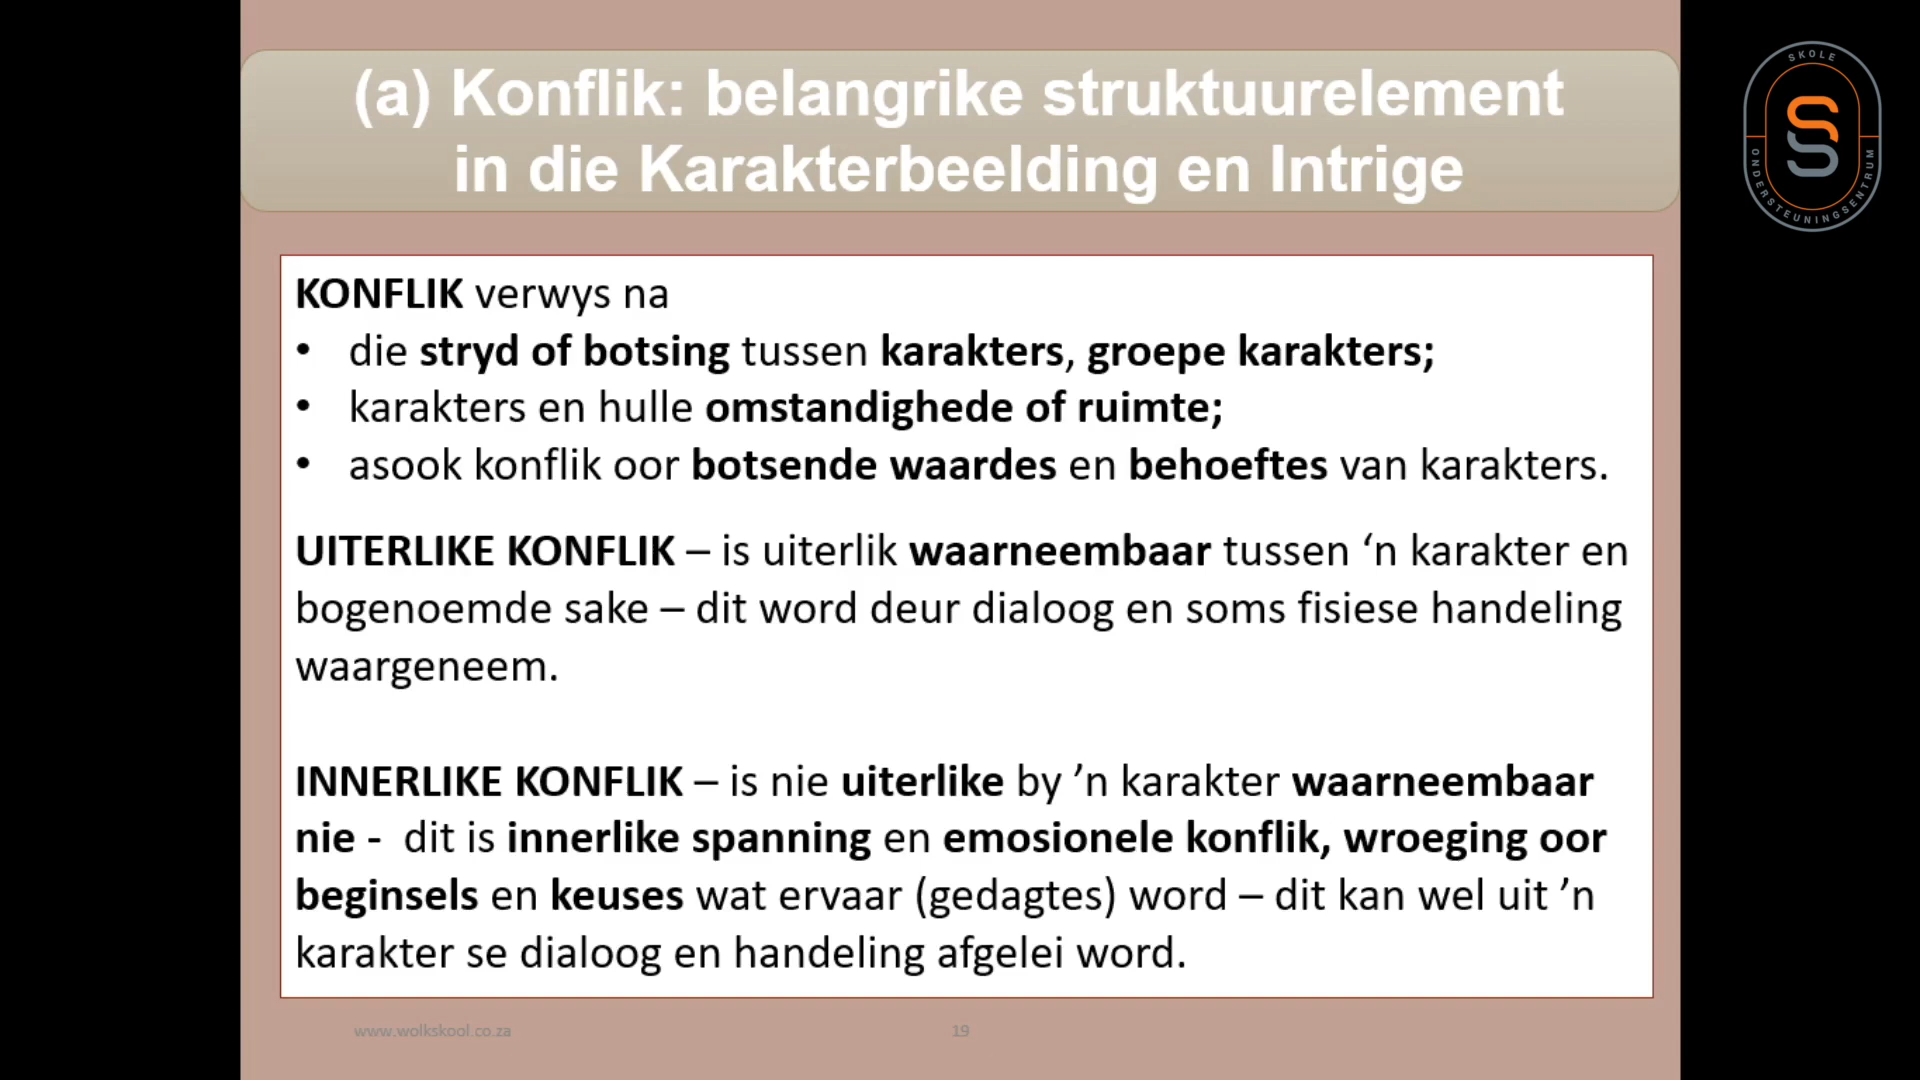 (a) Konflik: belangrike struktuurelement
in die Karakterbeelding en Intrige
SKOLE
SS
ONDERSTEUNINGSENTRUM
KONFLIK verwys na
• die stryd of botsing tussen karakters, groepe karakters;
• karakters en hulle omstandighede of ruimte;
• asook konflik oor botsende waardes en behoeftes van karakters.
UITERLIKE KONFLIK – is uiterlik waarneembaar tussen ‘n karakter en
bogenoemde sake – dit word deur dialoog en soms fisiese handeling
waargeneem.
INNERLIKE KONFLIK – is nie uiterlike by ’n karakter waarneembaar
nie - dit is innerlike spanning en emosionele konflik, wroeging oor
beginsels en keuses wat ervaar (gedagtes) word – dit kan wel uit ’n
karakter se dialoog en handeling afgelei word.
www.wolkskool.co.za
19